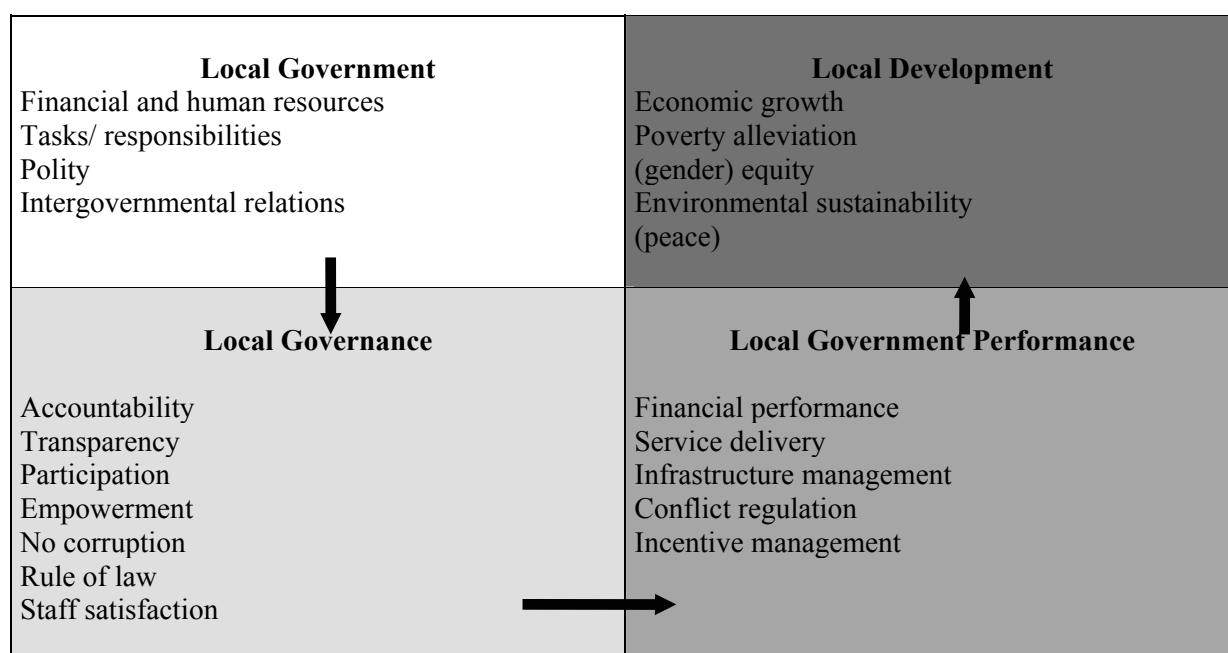 Local Government
Financial and human resources
Tasks/ responsibilities
Polity
Intergovernmental relations
Local Development
Economic growth
Poverty alleviation
(gender) equity
Environmental sustainability
(peace)
Local Governance
Accountability
Transparency
Participation
Empowerment
No corruption
Rule of law
Staff satisfaction
Local Government Performance
Financial performance
Service delivery
Infrastructure management
Conflict regulation
Incentive management